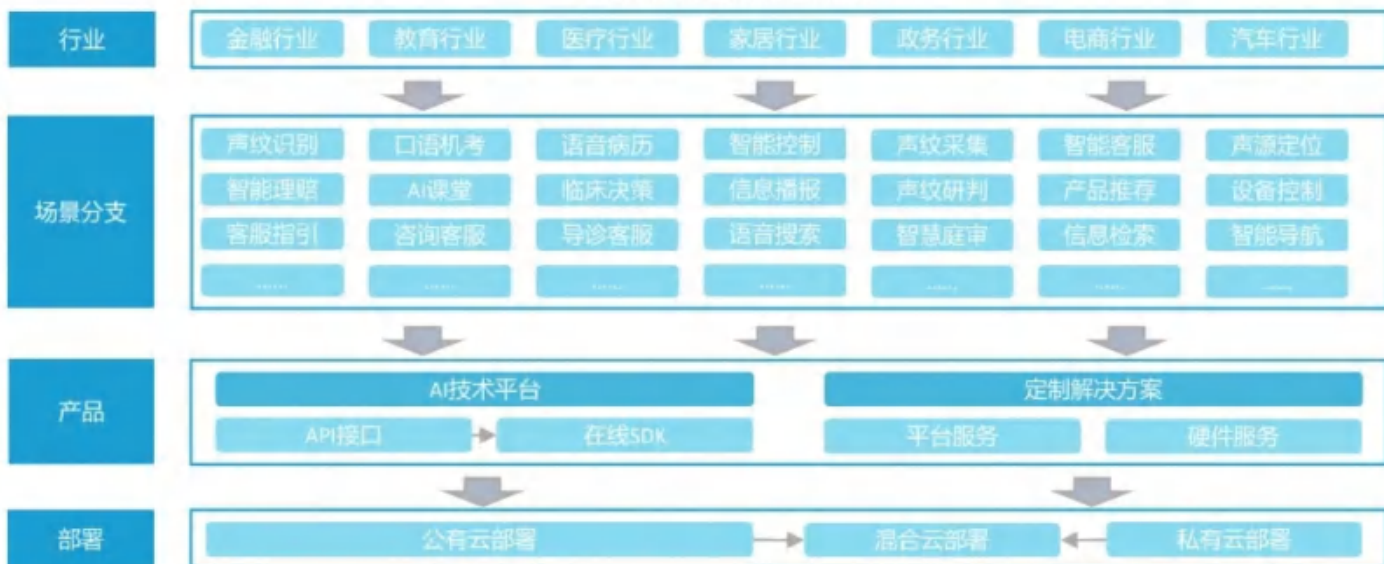 行业
金融行业 教育行业 医疗行业 家居行业 政务行业 电商行业 汽车行业
场景分支
声纹识别 口语机考 语音病历 智能控制 声纹采集 智能客服 声源定位
智能理赔 AI课堂 临床决策 信息播报 声纹研判 产品推荐 设备控制
客服指引 咨询客服 导诊客服 语音搜索 智慧庭审 信息检索 智能导航
...... ...... ...... ...... ...... ...... ......
产品
AI技术平台 定制解决方案
API接口 在线SDK 平台服务 硬件服务
部署
公有云部署 混合云部署 私有云部署